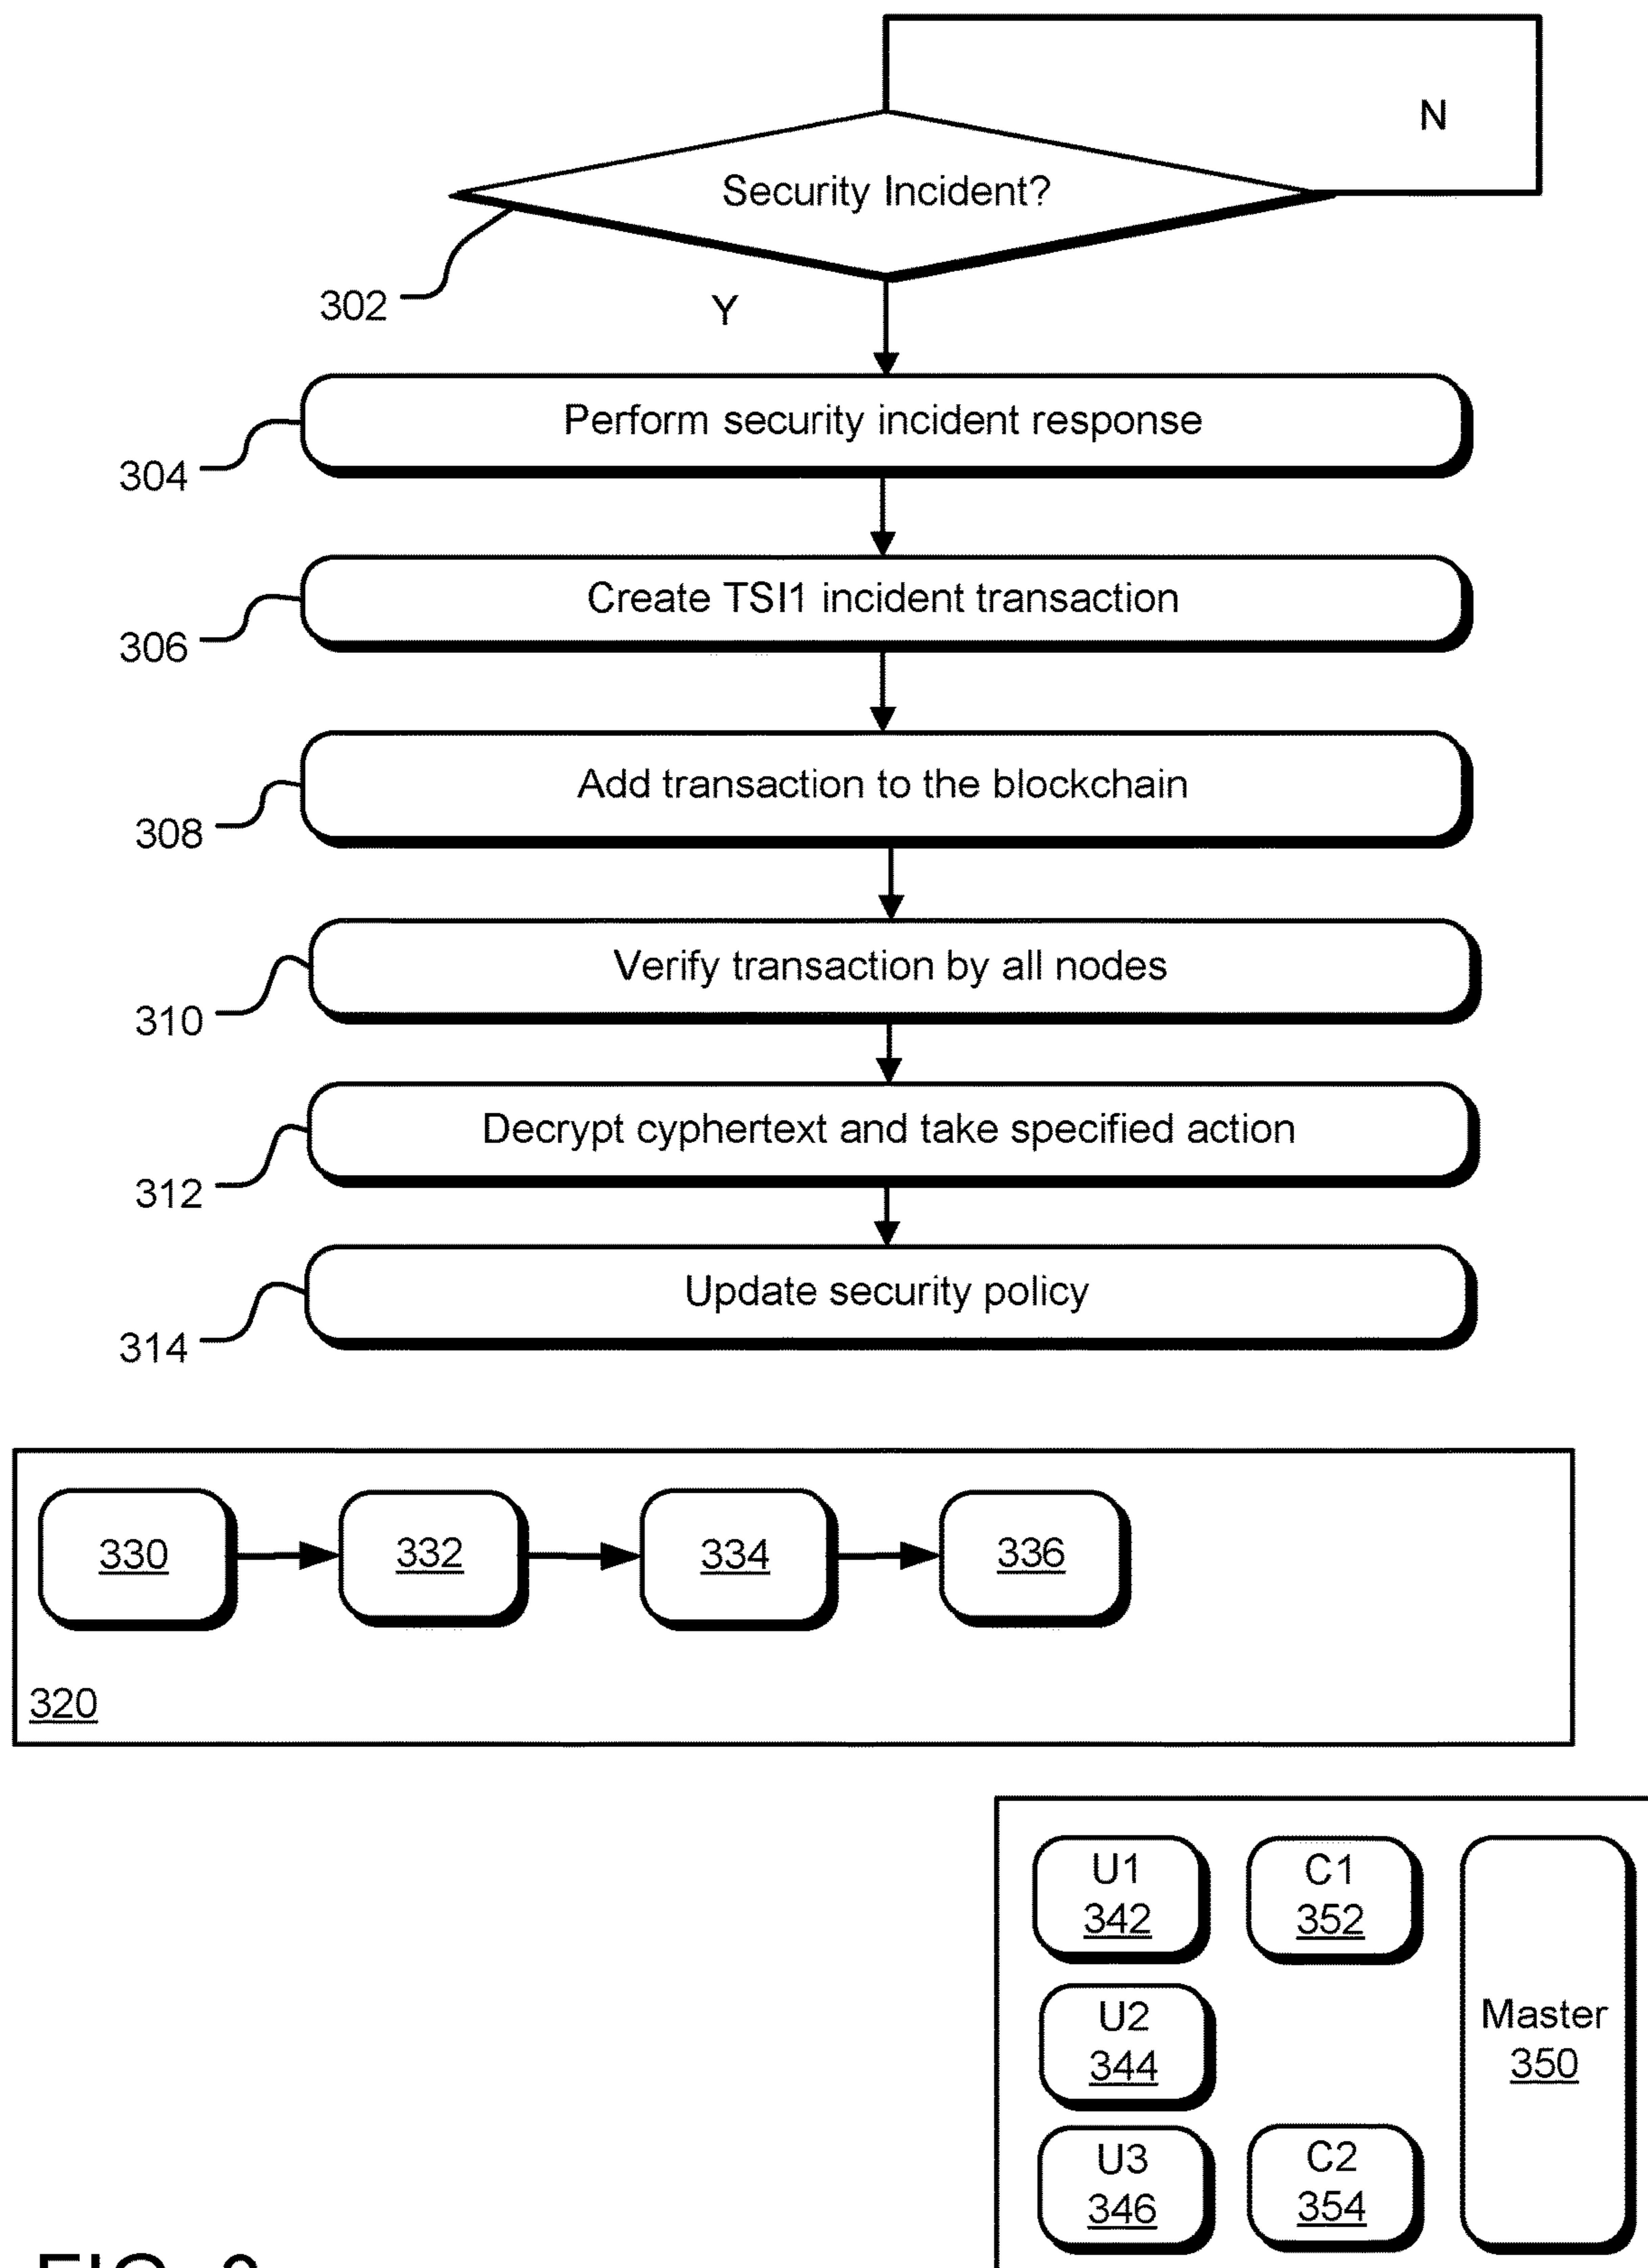 N
Security Incident?
302
Y
Perform security incident response
304
Create TSI1 incident transaction
306
Add transaction to the blockchain
308
Verify transaction by all nodes
310
Decrypt cyphertext and take specified action
312
Update security policy
314
330
332
334
336
320
U1
342
C1
352
U2
344
Master
350
U3
346
C2
354
FIG.